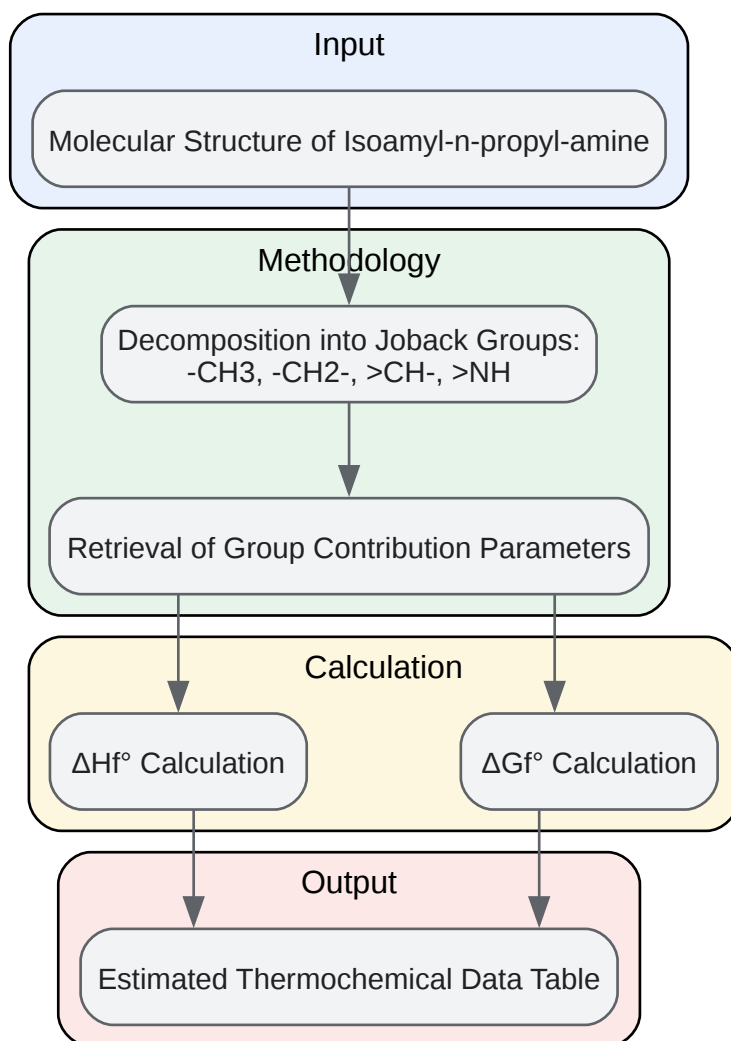 Input
Molecular Structure of Isoamyl-n-propyl-amine
Methodology
Decomposition into Joback Groups:
-CH3, -CH2-, >CH-, >NH
Retrieval of Group Contribution Parameters
Calculation
ΔHf° Calculation
ΔGf° Calculation
Output
Estimated Thermochemical Data Table